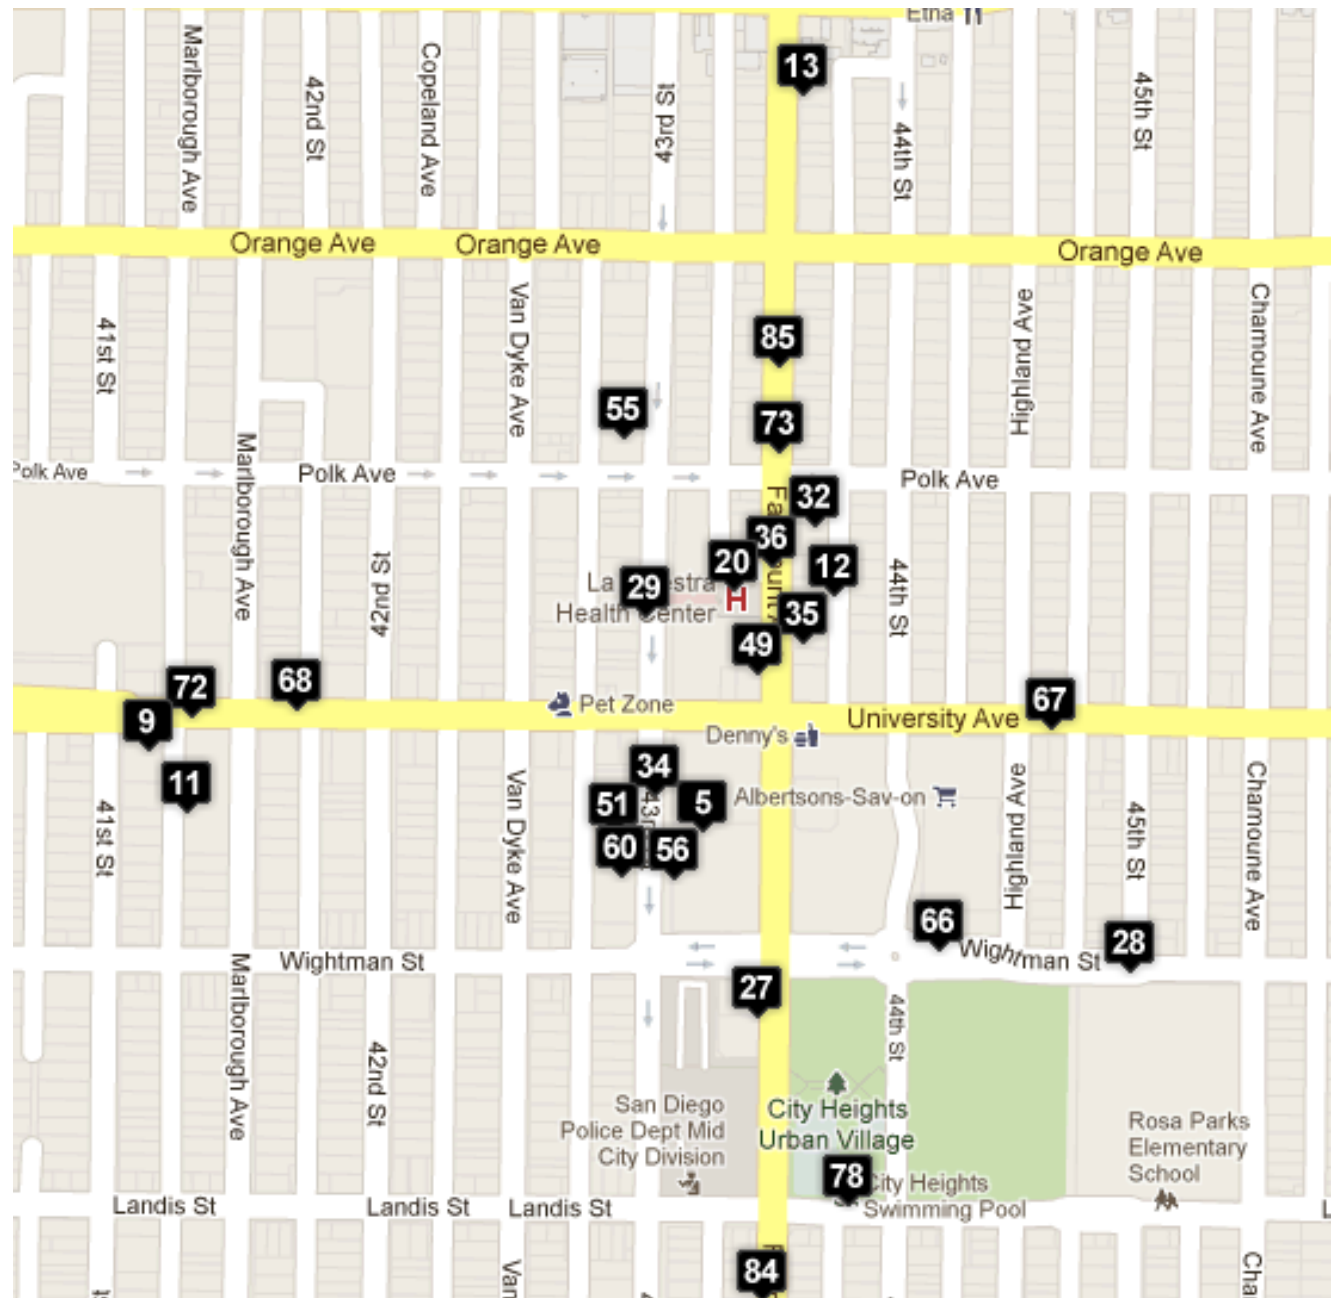 Etna
13
Marlborough Ave
42nd St
Copeland Ave
43rd St
44th St
45th St
Orange Ave
Orange Ave
Orange Ave
41st St
Van Dyke Ave
85
Highland Ave
Chamoune Ave
55
73
Polk Ave
Polk Ave
Polk Ave
Marlborough Ave
42nd St
32
36
20
12
29
La
estra
Health Center
H
35
44th St
49
72
68
67
9
Pet Zone
University Ave
Denny's
11
34
51
5
Albertsons-Sav-on
60
56
41st St
Van Dyke Ave
Highland Ave
45th St
Chamoune Ave
66
28
Wightman St
Wightman St
Marlborough Ave
42nd St
27
44th St
San Diego
Police Dept Mid
City Division
City Heights
Urban Village
Rosa Parks
Elementary
School
78
City Heights
Swimming Pool
Landis St
Landis St
Landis St
84
Van
Cha